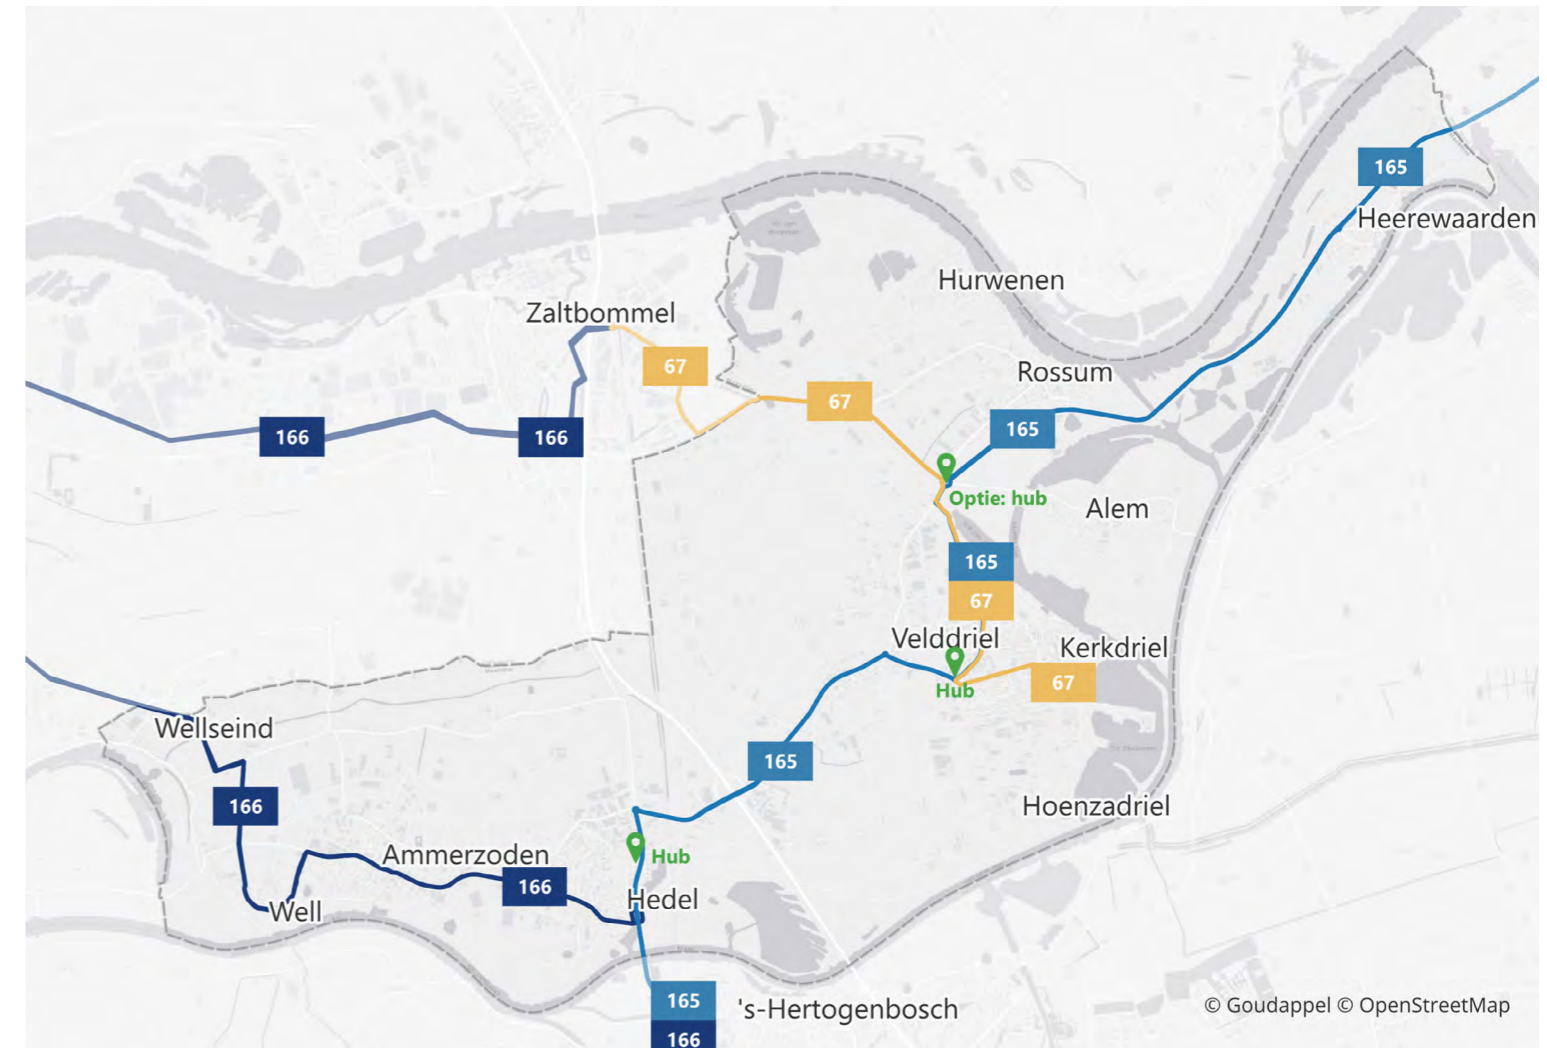 165
Heerewaarden
Hurwenen
Zaltbommel
67
Rossum
67
165
166
166
Optie: hub
Alem
165
67
Velddriel
Kerkdriel
Hub
67
Wellseind
165
166
Hoenzadriel
Ammerzoden
Hub
166
Hedel
Well
165
's-Hertogenbosch
© Goudappel © OpenStreetMap
166